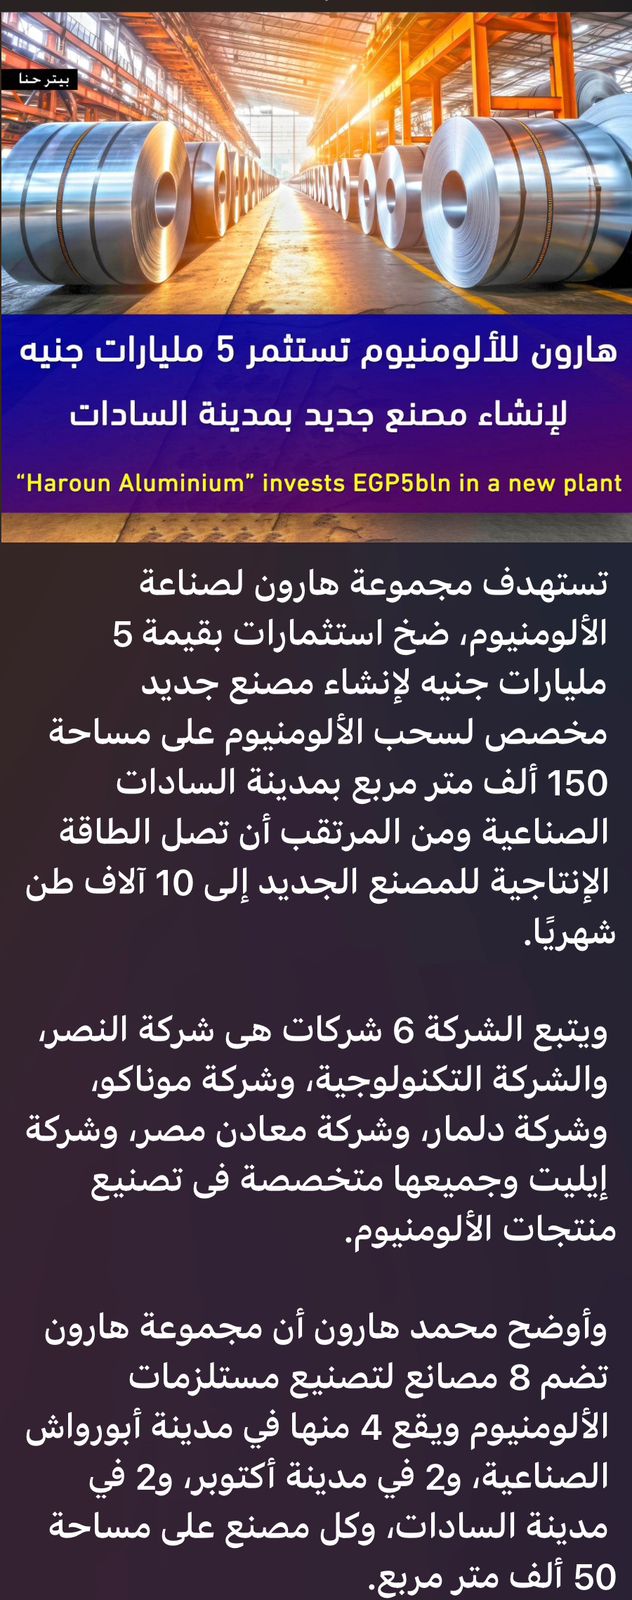 بيتر حنا
هارون للألومنيوم تستثمر 5 مليارات جنيه
لإنشاء مصنع جديد بمدينة السادات
“Haroun Aluminium” invests EGP5bln in a new plant
تستهدف مجموعة هارون لصناعة
الألومنيوم، ضخ استثمارات بقيمة 5
مليارات جنيه لإنشاء مصنع جديد
مخصص لسحب الألومنيوم على مساحة
150 ألف متر مربع بمدينة السادات
الصناعية ومن المرتقب أن تصل الطاقة
الإنتاجية للمصنع الجديد إلى 10 آلاف طن
شهريًا.
ويتبع الشركة 6 شركات هى شركة النصر،
والشركة التكنولوجية، وشركة موناكو،
وشركة دلمار، وشركة معادن مصر، وشركة
إيليت وجميعها متخصصة فى تصنيع
منتجات الألومنيوم.
وأوضح محمد هارون أن مجموعة هارون
تضم 8 مصانع لتصنيع مستلزمات
الألومنيوم ويقع 4 منها في مدينة أبورواش
الصناعية، و2 في مدينة أكتوبر، و2 في
مدينة السادات، وكل مصنع على مساحة
50 ألف متر مربع.